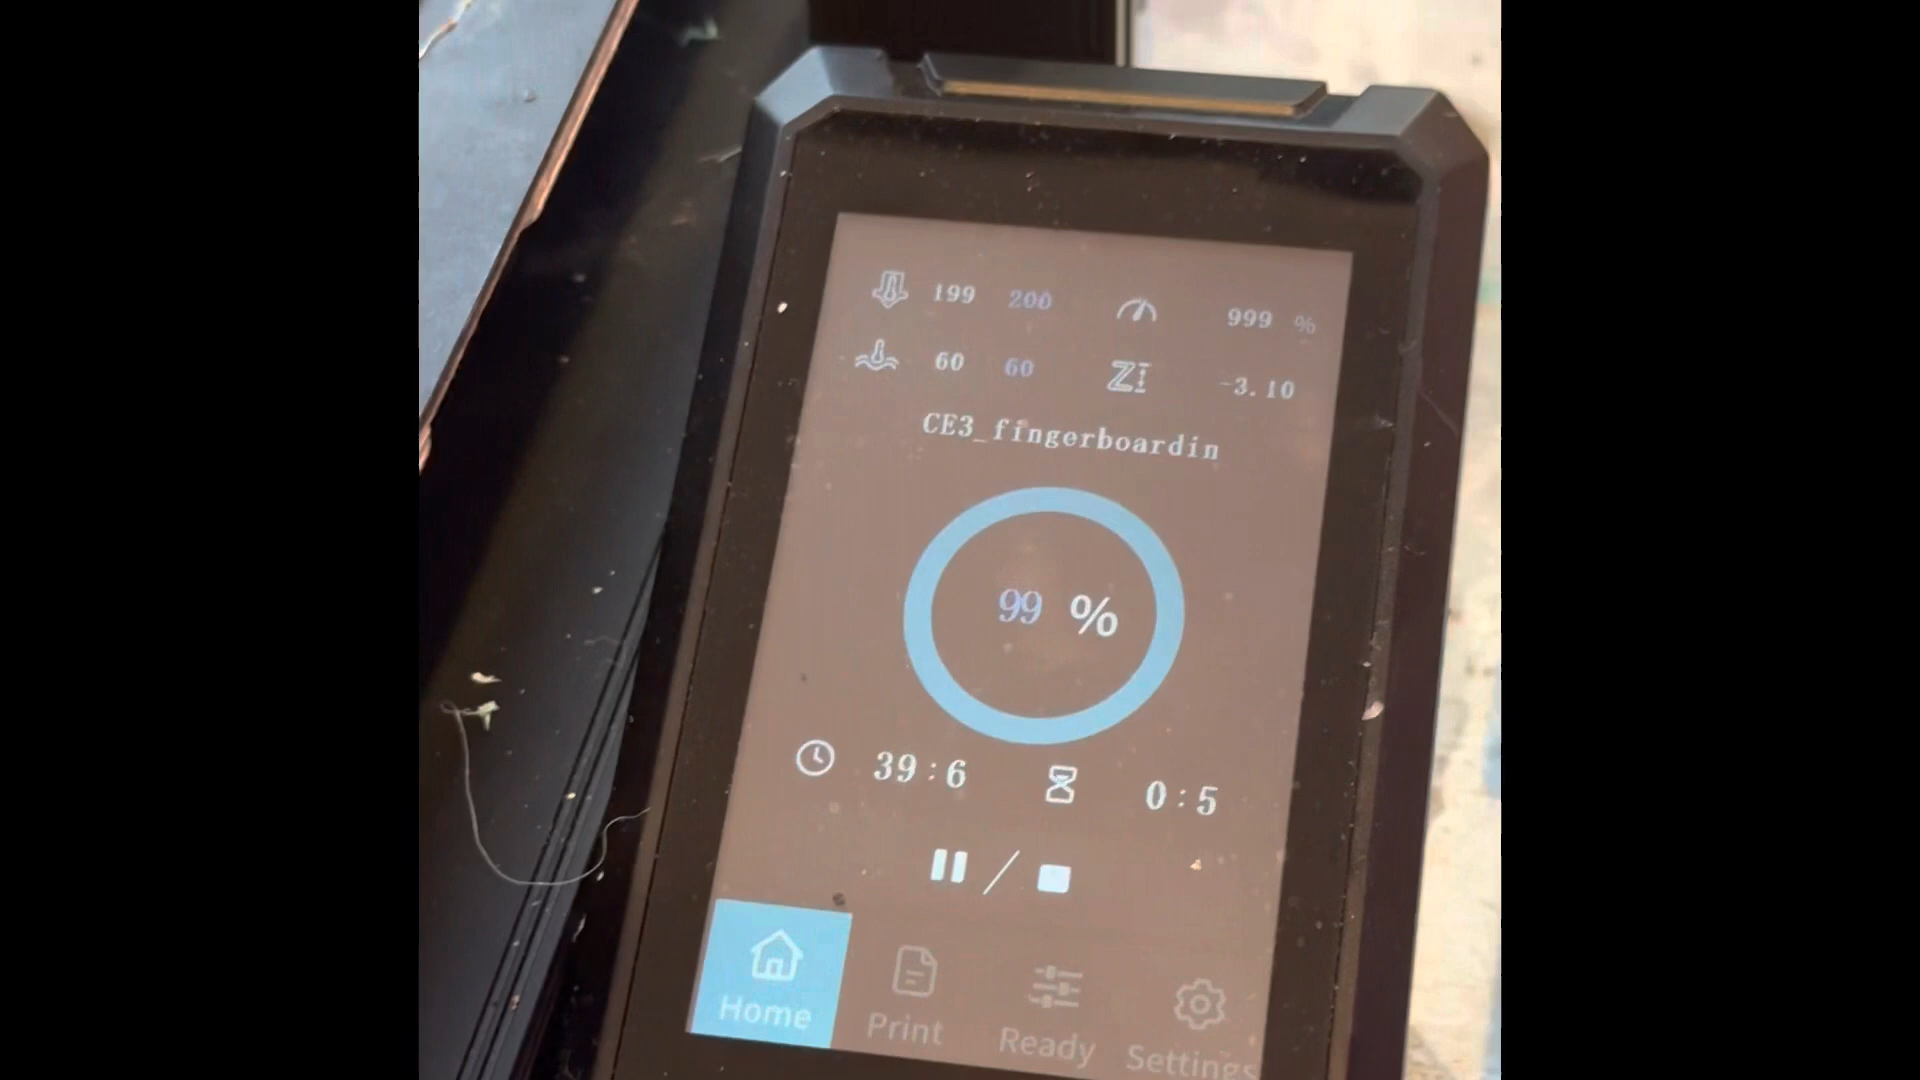 199 200 999 %
60 60 Z -3.10
CE3_fingerboardin
99 %
39:6 0:5
Home Print Ready Settings